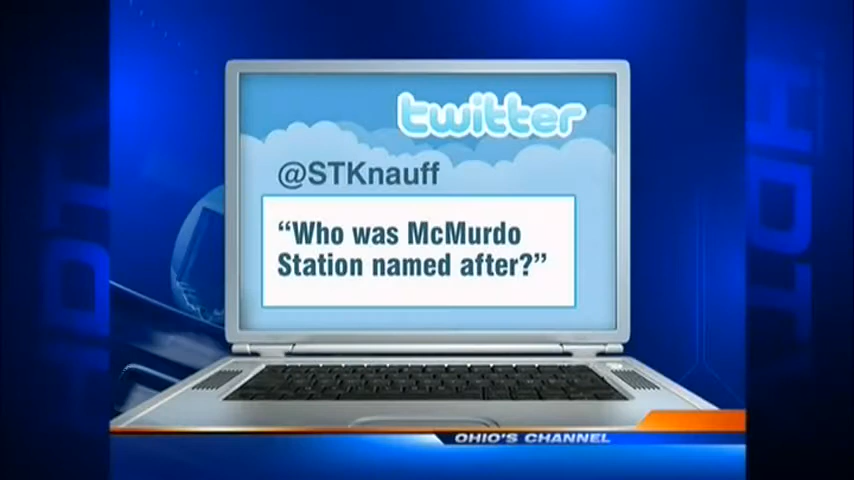 twitter
@STKnauff
“Who was McMurdo
Station named after?”
OHIO'S CHANNEL